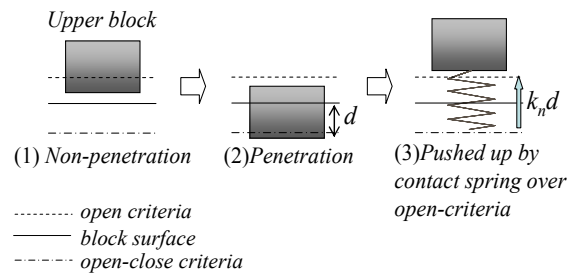 Upper block
d
k_n d
(1) Non-penetration
(2) Penetration
(3) Pushed up by
contact spring over
open-criteria
open criteria
block surface
open-close criteria